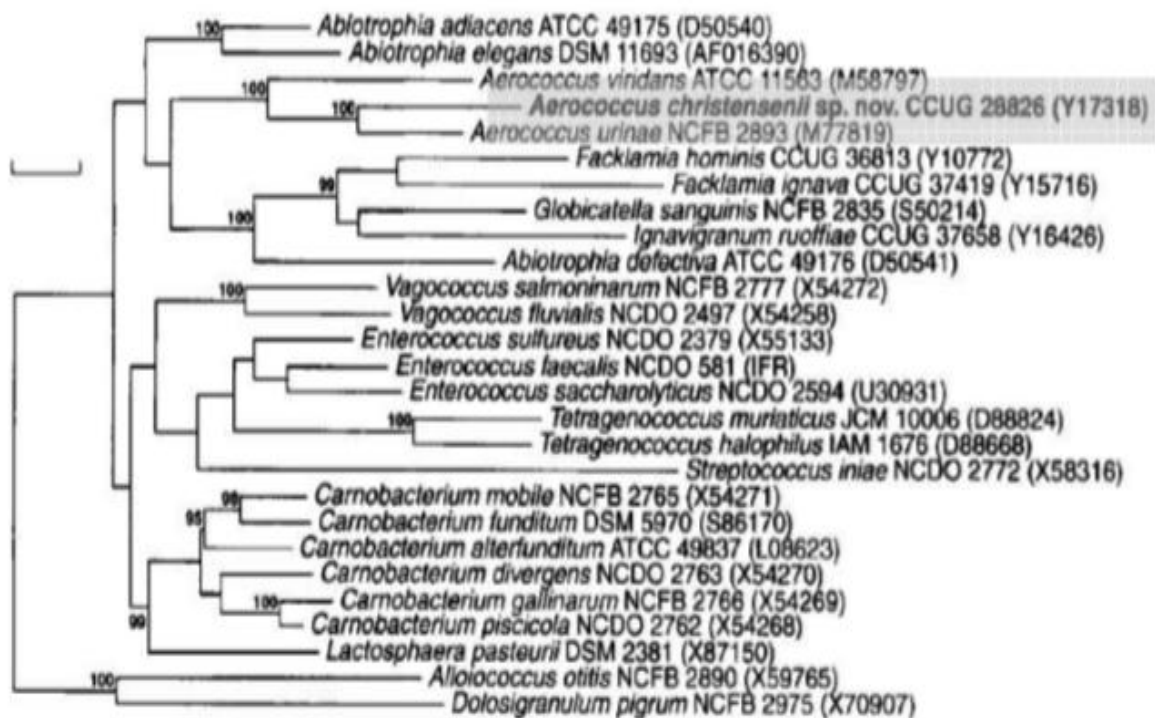 100 Abiotrophia adiacens ATCC 49175 (D50540)
Abiotrophia elegans DSM 11693 (AF016390)
100 Aerococcus viridans ATCC 11563 (M58797)
100 Aerococcus christensenii sp. nov. CCUG 28826 (Y17318)
Aerococcus urinae NCFB 2893 (M77819)
Facklamia hominis CCUG 36813 (Y10772)
99 Facklamia ignava CCUG 37419 (Y15716)
100 Globicatella sanguinis NCFB 2835 (S50214)
Ignavigranum ruoffiae CCUG 37658 (Y16426)
Abiotrophia defectiva ATCC 49176 (D50541)
100 Vagococcus salmoninarum NCFB 2777 (X54272)
Vagococcus fluvialis NCDO 2497 (X54258)
Enterococcus sulfureus NCDO 2379 (X55133)
Enterococcus faecalis NCDO 581 (IFR)
Enterococcus saccharolyticus NCDO 2594 (U30931)
100 Tetragenococcus muriaticus JCM 10006 (D88824)
Tetragenococcus halophilus IAM 1676 (D88668)
Streptococcus iniae NCDO 2772 (X58316)
98 Carnobacterium mobile NCFB 2765 (X54271)
95 Carnobacterium funditum DSM 5970 (S86170)
Carnobacterium alterfunditum ATCC 49837 (L08623)
Carnobacterium divergens NCDO 2763 (X54270)
100 Carnobacterium gallinarum NCFB 2766 (X54269)
99 Carnobacterium piscicola NCDO 2762 (X54268)
Lactosphaera pasteurii DSM 2381 (X87150)
100 Alloiococcus otitis NCFB 2890 (X59765)
Dolosigranulum pigrum NCFB 2975 (X70907)